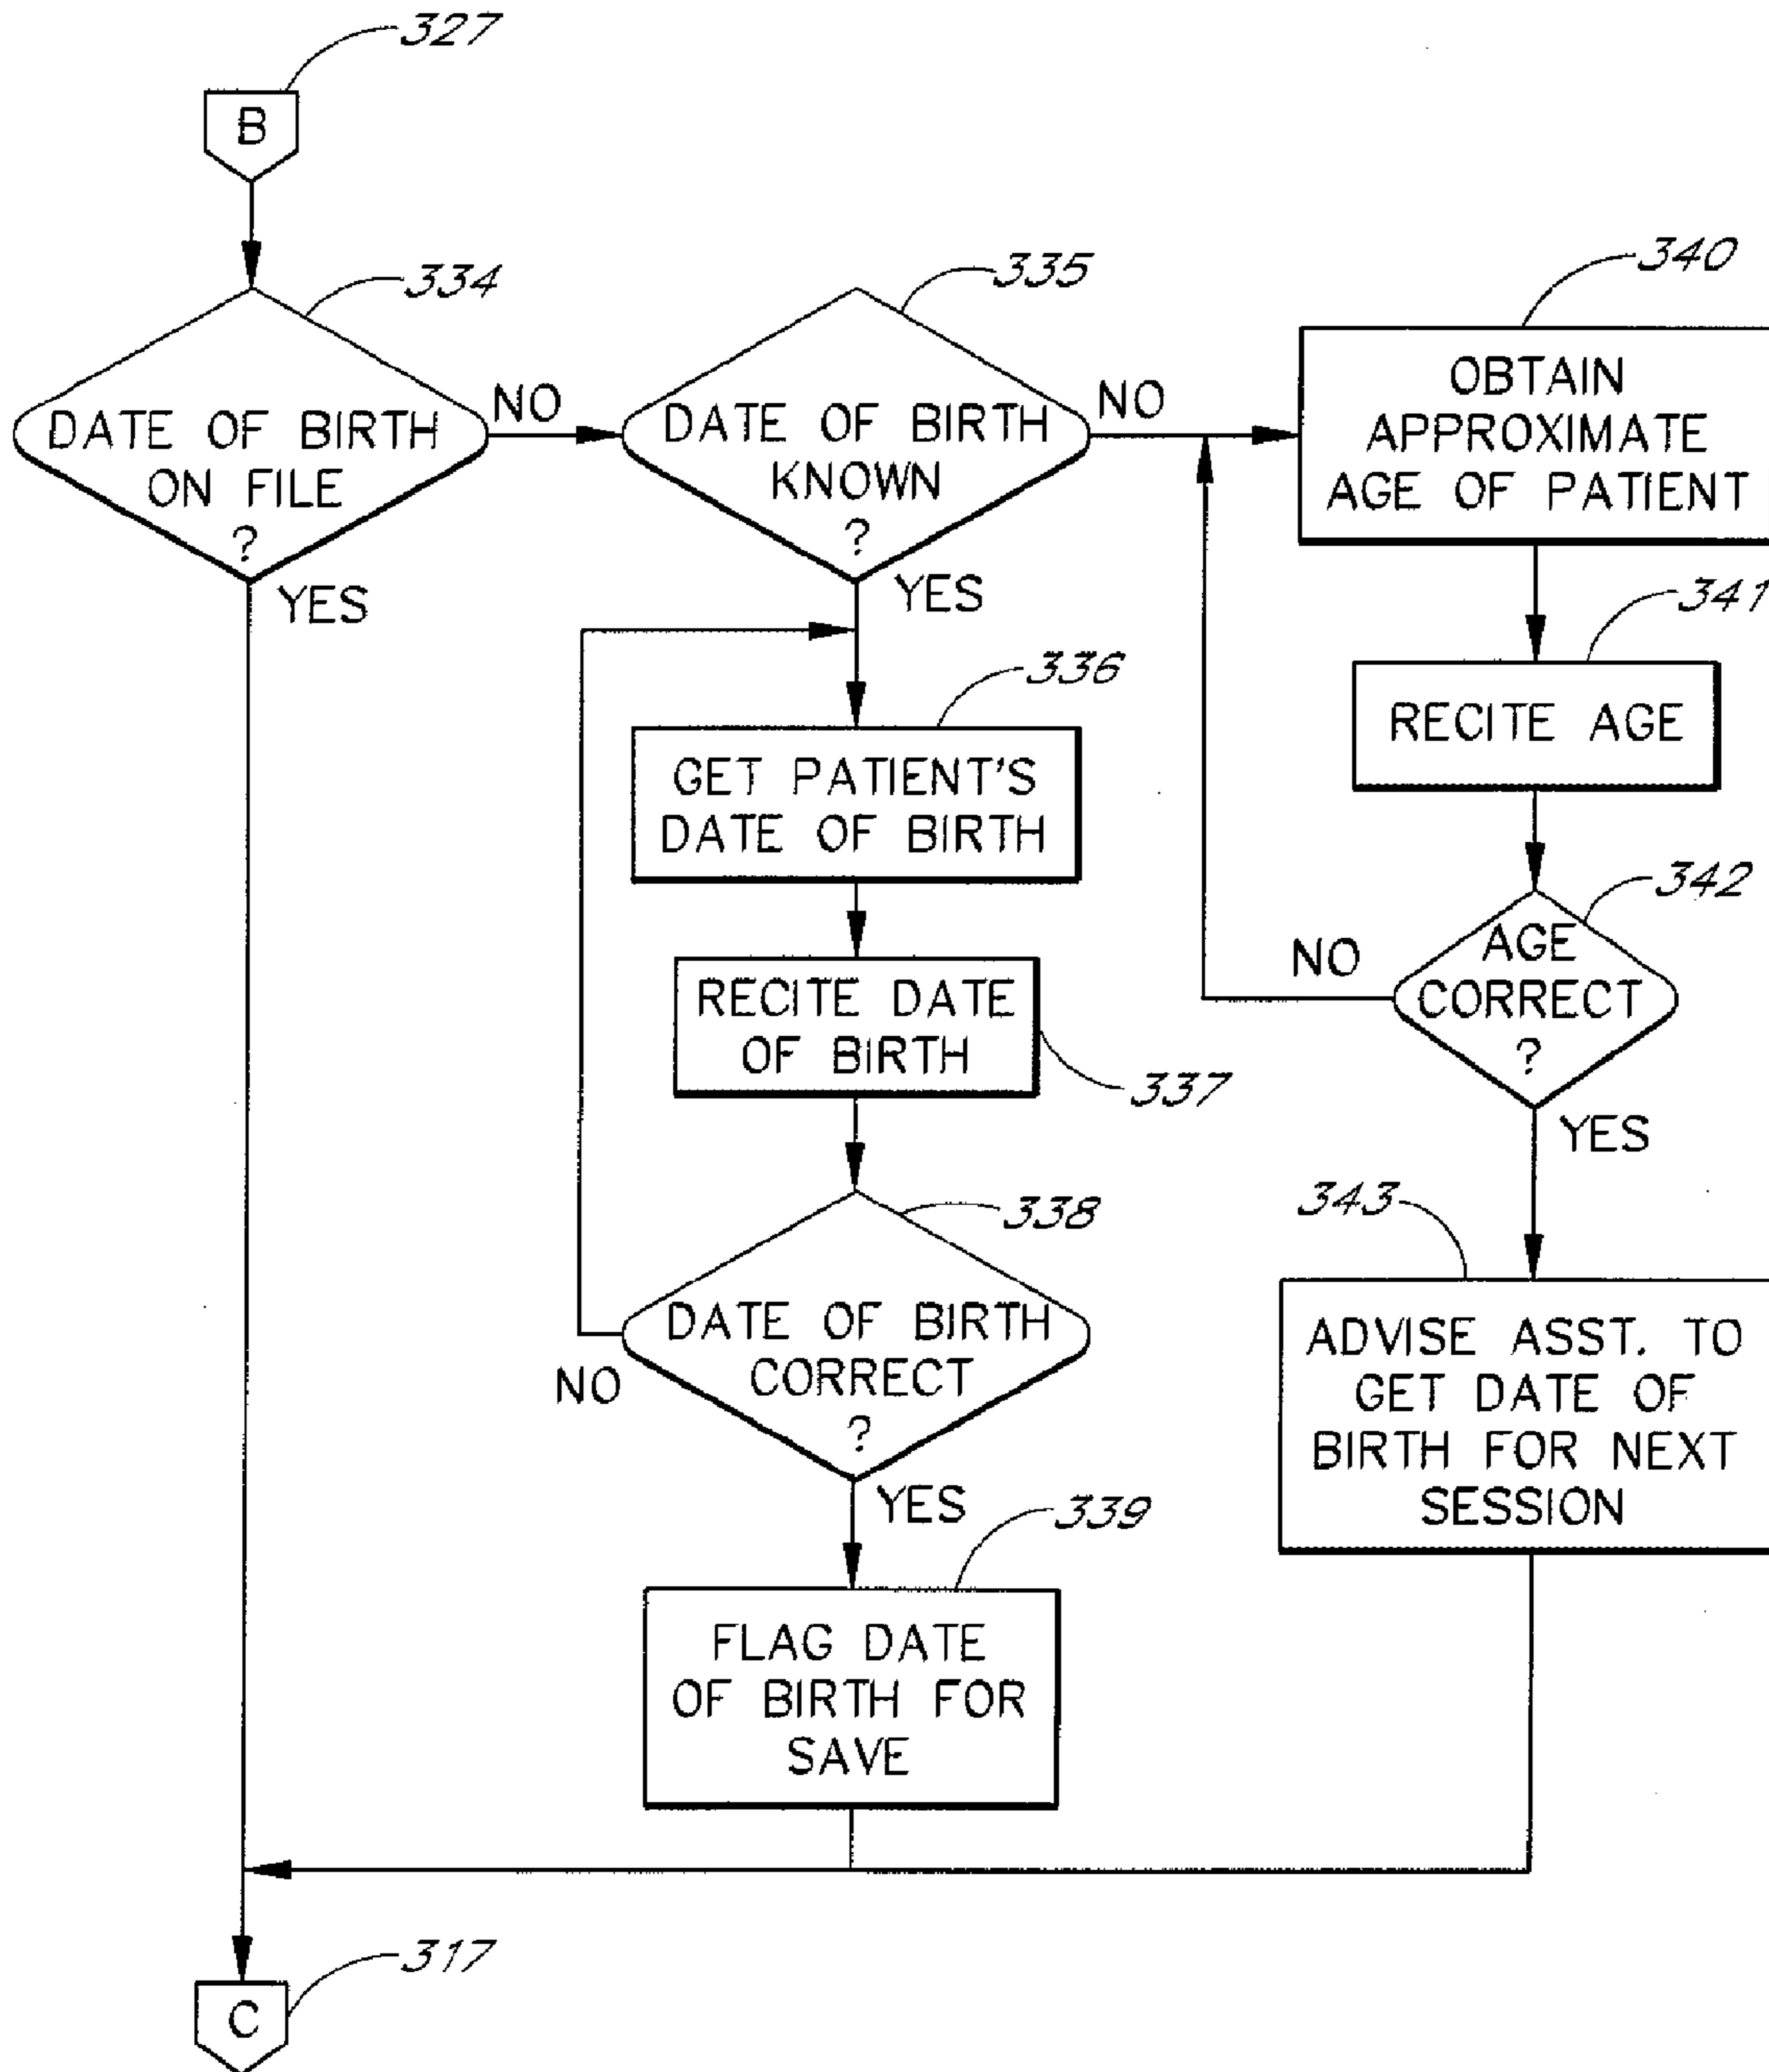 327
B
334
DATE OF BIRTH
ON FILE
?
NO
YES
335
DATE OF BIRTH
KNOWN
?
NO
YES
340
OBTAIN
APPROXIMATE
AGE OF PATIENT
341
RECITE AGE
336
GET PATIENT'S
DATE OF BIRTH
342
AGE
CORRECT
?
NO
YES
RECITE DATE
OF BIRTH
337
338
DATE OF BIRTH
CORRECT
?
NO
YES
343
ADVISE ASST. TO
GET DATE OF
BIRTH FOR NEXT
SESSION
339
FLAG DATE
OF BIRTH FOR
SAVE
317
C